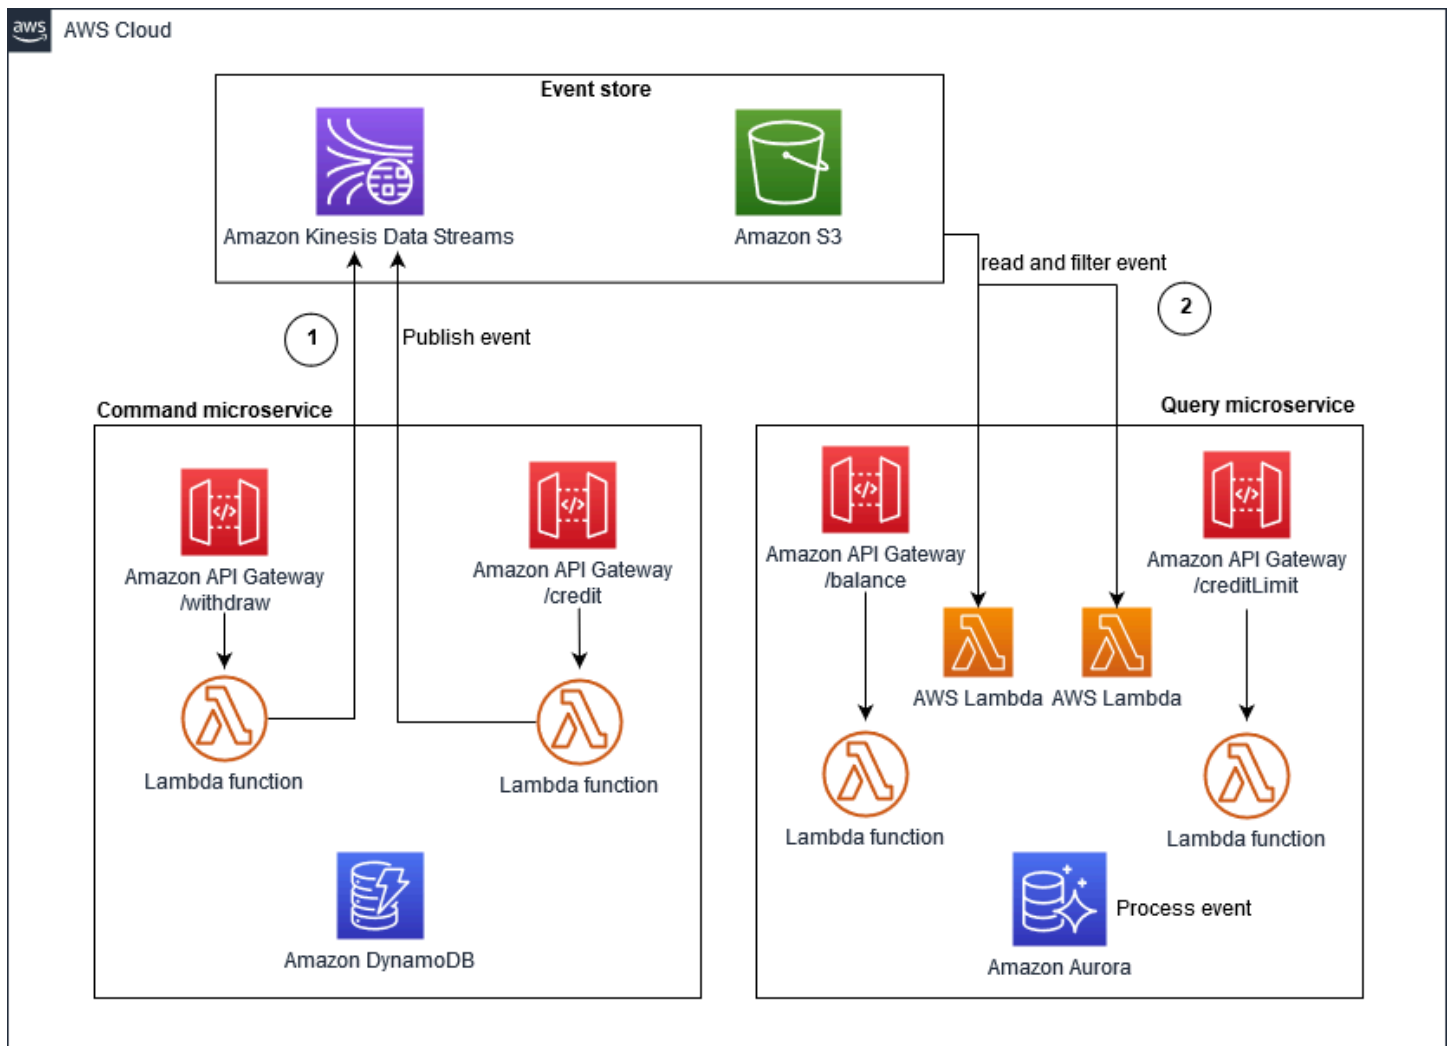 aws
AWS Cloud
Event store
Amazon Kinesis Data Streams
Amazon S3
read and filter event
2
1
Publish event
Command microservice
Query microservice
</>
Amazon API Gateway
/withdraw
</>
Amazon API Gateway
/credit
</>
Amazon API Gateway
/balance
</>
Amazon API Gateway
/creditLimit
AWS Lambda
AWS Lambda
Lambda function
Lambda function
Lambda function
Lambda function
Amazon DynamoDB
Process event
Amazon Aurora